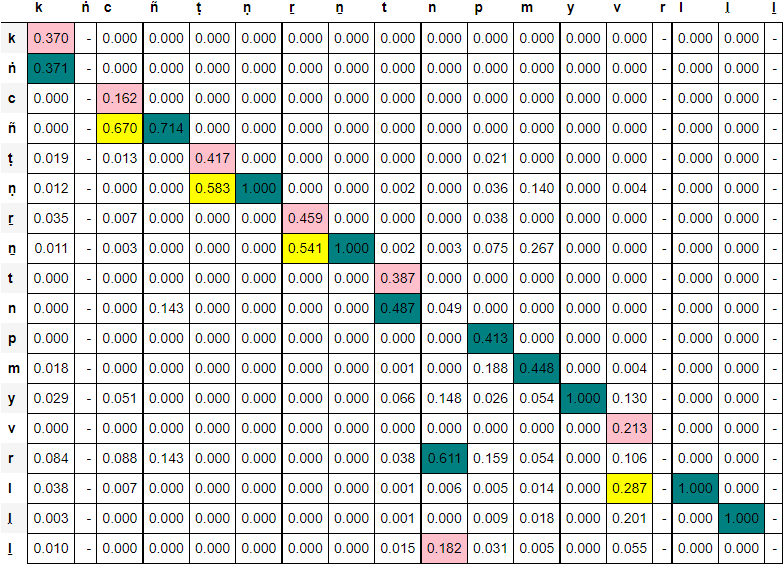 k ṅ c ñ ṭ ṇ ṟ ṉ t n p m y v r l ḷ ḻ
k 0.370 - 0.000 0.000 0.000 0.000 0.000 0.000 0.000 0.000 0.000 0.000 0.000 0.000 - 0.000 0.000 -
ṅ 0.371 - 0.000 0.000 0.000 0.000 0.000 0.000 0.000 0.000 0.000 0.000 0.000 0.000 - 0.000 0.000 -
c 0.000 - 0.162 0.000 0.000 0.000 0.000 0.000 0.000 0.000 0.000 0.000 0.000 0.000 - 0.000 0.000 -
ñ 0.000 - 0.670 0.714 0.000 0.000 0.000 0.000 0.000 0.000 0.000 0.000 0.000 0.000 - 0.000 0.000 -
ṭ 0.019 - 0.013 0.000 0.417 0.000 0.000 0.000 0.000 0.000 0.021 0.000 0.000 0.000 - 0.000 0.000 -
ṇ 0.012 - 0.000 0.000 0.583 1.000 0.000 0.000 0.002 0.000 0.036 0.140 0.000 0.004 - 0.000 0.000 -
ṟ 0.035 - 0.007 0.000 0.000 0.000 0.459 0.000 0.000 0.000 0.038 0.000 0.000 0.000 - 0.000 0.000 -
ṉ 0.011 - 0.003 0.000 0.000 0.000 0.541 1.000 0.002 0.003 0.075 0.267 0.000 0.000 - 0.000 0.000 -
t 0.000 - 0.000 0.000 0.000 0.000 0.000 0.000 0.387 0.000 0.000 0.000 0.000 0.000 - 0.000 0.000 -
n 0.000 - 0.000 0.143 0.000 0.000 0.000 0.000 0.487 0.049 0.000 0.000 0.000 0.000 - 0.000 0.000 -
p 0.000 - 0.000 0.000 0.000 0.000 0.000 0.000 0.000 0.000 0.413 0.000 0.000 0.000 - 0.000 0.000 -
m 0.018 - 0.000 0.000 0.000 0.000 0.000 0.000 0.001 0.000 0.188 0.448 0.000 0.004 - 0.000 0.000 -
y 0.029 - 0.051 0.000 0.000 0.000 0.000 0.000 0.066 0.148 0.026 0.054 1.000 0.130 - 0.000 0.000 -
v 0.000 - 0.000 0.000 0.000 0.000 0.000 0.000 0.000 0.000 0.000 0.000 0.000 0.213 - 0.000 0.000 -
r 0.084 - 0.088 0.143 0.000 0.000 0.000 0.000 0.038 0.611 0.159 0.054 0.000 0.106 - 0.000 0.000 -
l 0.038 - 0.007 0.000 0.000 0.000 0.000 0.000 0.001 0.006 0.005 0.014 0.000 0.287 - 1.000 0.000 -
ḷ 0.003 - 0.000 0.000 0.000 0.000 0.000 0.000 0.001 0.000 0.009 0.018 0.000 0.201 - 0.000 1.000 -
ḻ 0.010 - 0.000 0.000 0.000 0.000 0.000 0.000 0.015 0.182 0.031 0.005 0.000 0.055 - 0.000 0.000 -